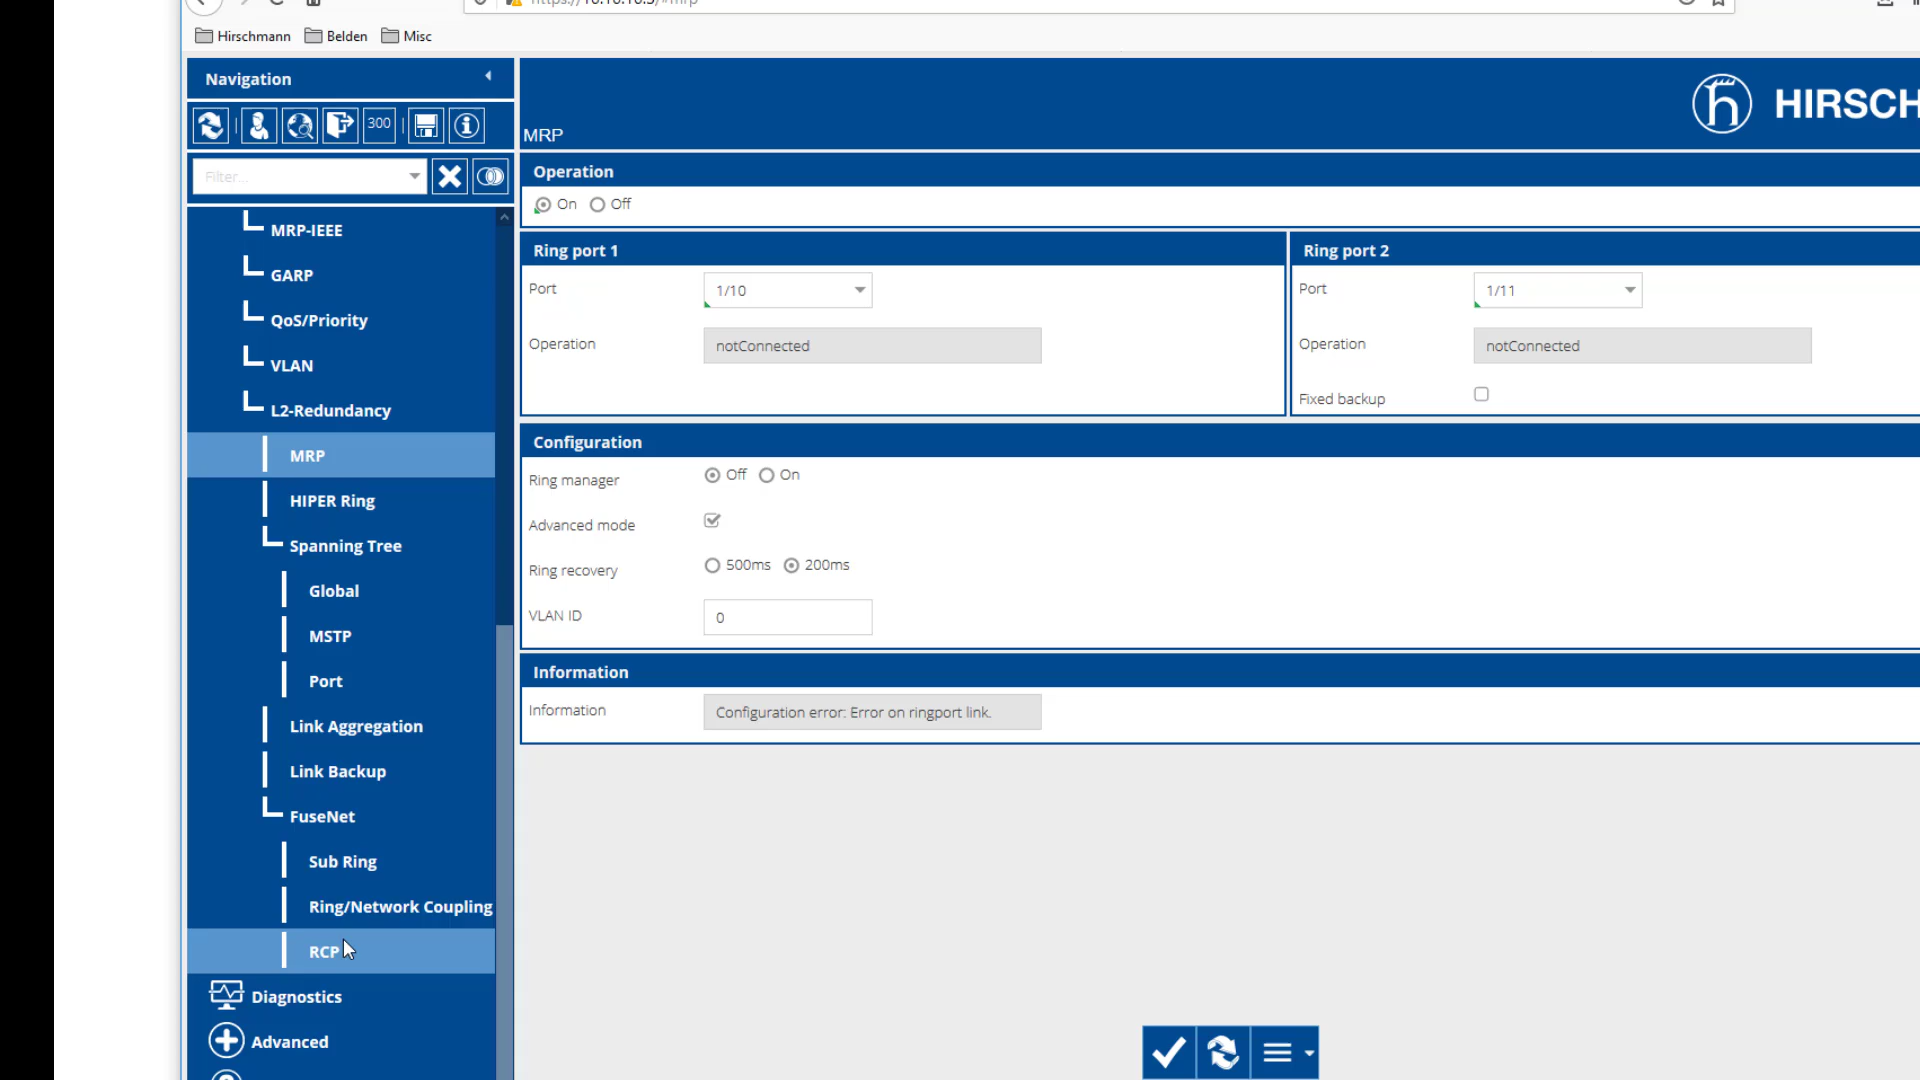 Hirschmann Belden Misc
Navigation
300
MRP
HIRSCH
Filter...
MRP-IEEE
GARP
QoS/Priority
VLAN
L2-Redundancy
MRP
HIPER Ring
Spanning Tree
Global
MSTP
Port
Link Aggregation
Link Backup
FuseNet
Sub Ring
Ring/Network Coupling
RCP
Diagnostics
Advanced
Operation
On Off
Ring port 1
Port 1/10
Operation notConnected
Ring port 2
Port 1/11
Operation notConnected
Fixed backup
Configuration
Ring manager Off On
Advanced mode
Ring recovery 500ms 200ms
VLAN ID 0
Information
Information Configuration error: Error on ringport link.